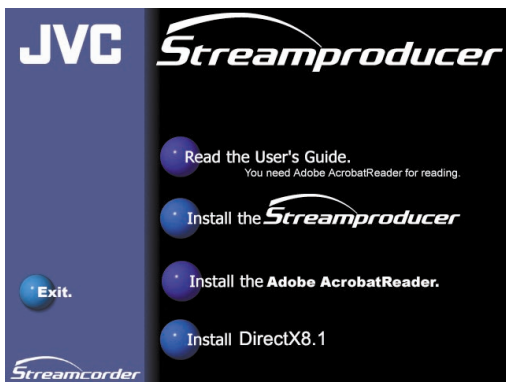 JVC
Streamproducer
Read the User's Guide.
You need Adobe AcrobatReader for reading.
Install the Streamproducer
Install the Adobe AcrobatReader.
Exit.
Install DirectX8.1
Streamcorder